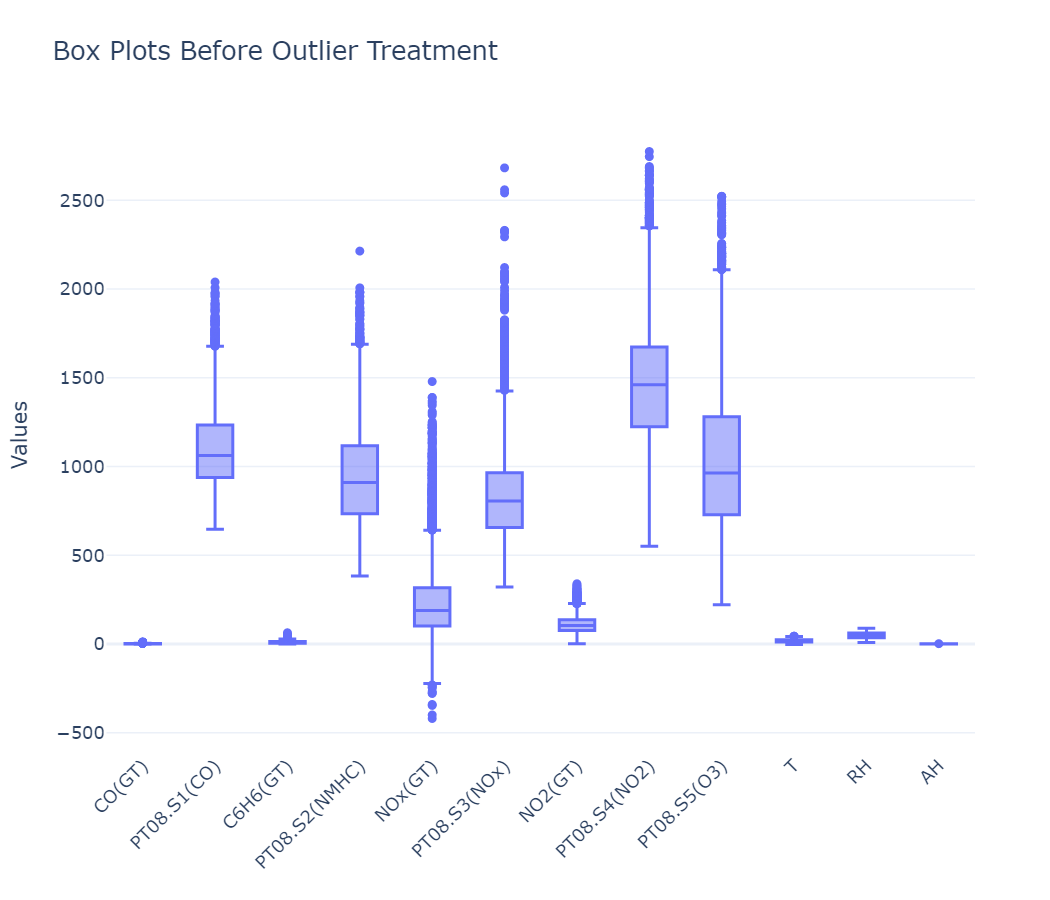 Box Plots Before Outlier Treatment
Values
2500
2000
1500
1000
500
0
−500
CO(GT)
PT08.S1(CO)
C6H6(GT)
PT08.S2(NMHC)
NOx(GT)
PT08.S3(NOx)
NO2(GT)
PT08.S4(NO2)
PT08.S5(O3)
T
RH
AH